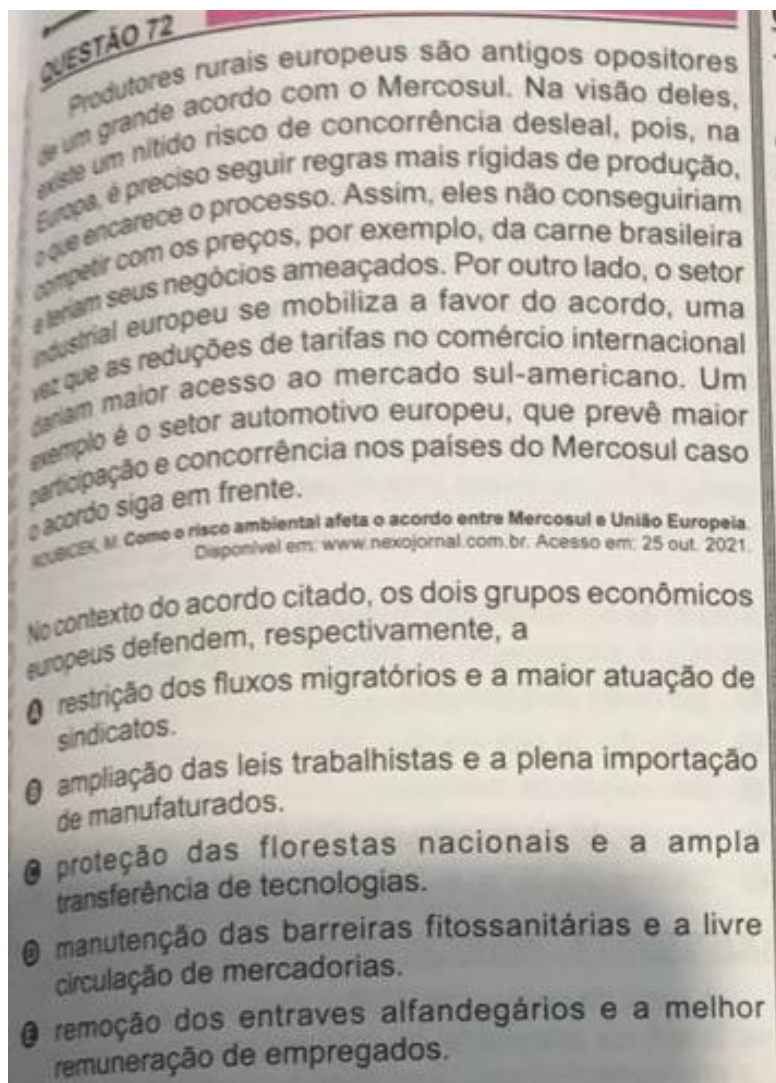 QUESTÃO 72
Produtores rurais europeus são antigos opositores
de um grande acordo com o Mercosul. Na visão deles,
existe um nítido risco de concorrência desleal, pois, na
Europa, é preciso seguir regras mais rígidas de produção,
o que encarece o processo. Assim, eles não conseguiriam
competir com os preços, por exemplo, da carne brasileira
e teriam seus negócios ameaçados. Por outro lado, o setor
industrial europeu se mobiliza a favor do acordo, uma
vez que as reduções de tarifas no comércio internacional
dariam maior acesso ao mercado sul-americano. Um
exemplo é o setor automotivo europeu, que prevê maior
participação e concorrência nos países do Mercosul caso
o acordo siga em frente.
ROUBICEK, M. Como o risco ambiental afeta o acordo entre Mercosul e União Europeia.
Disponível em: www.nexojornal.com.br. Acesso em: 25 out. 2021.
No contexto do acordo citado, os dois grupos econômicos
europeus defendem, respectivamente, a
A restrição dos fluxos migratórios e a maior atuação de
sindicatos.
B ampliação das leis trabalhistas e a plena importação
de manufaturados.
C proteção das florestas nacionais e a ampla
transferência de tecnologias.
D manutenção das barreiras fitossanitárias e a livre
circulação de mercadorias.
E remoção dos entraves alfandegários e a melhor
remuneração de empregados.